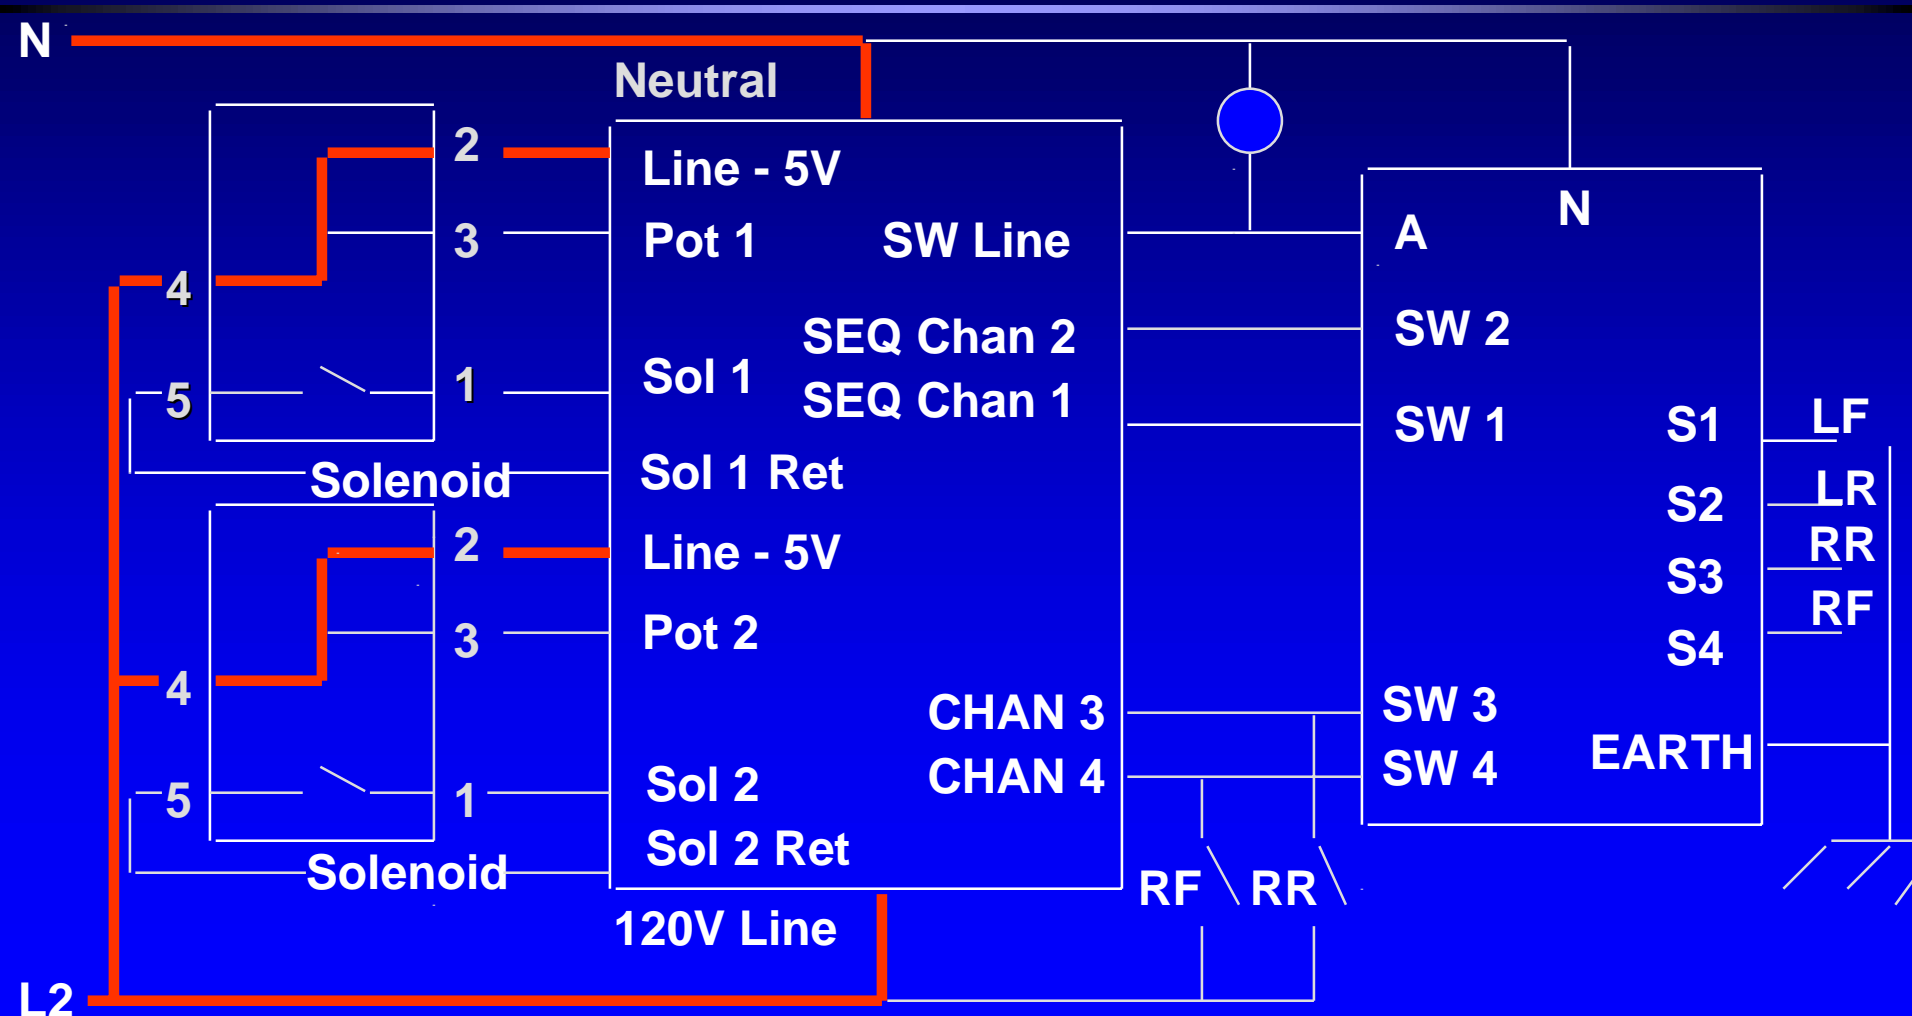 N
Neutral
2
Line - 5V
3
Pot 1
SW Line
4
SEQ Chan 2
5
1
Sol 1
SEQ Chan 1
Solenoid
Sol 1 Ret
2
Line - 5V
3
Pot 2
4
CHAN 3
CHAN 4
5
1
Sol 2
Sol 2 Ret
Solenoid
120V Line
L2
N
A
SW 2
SW 1
S1
LF
S2
LR
S3
RR
S4
RF
SW 3
EARTH
SW 4
RF
RR